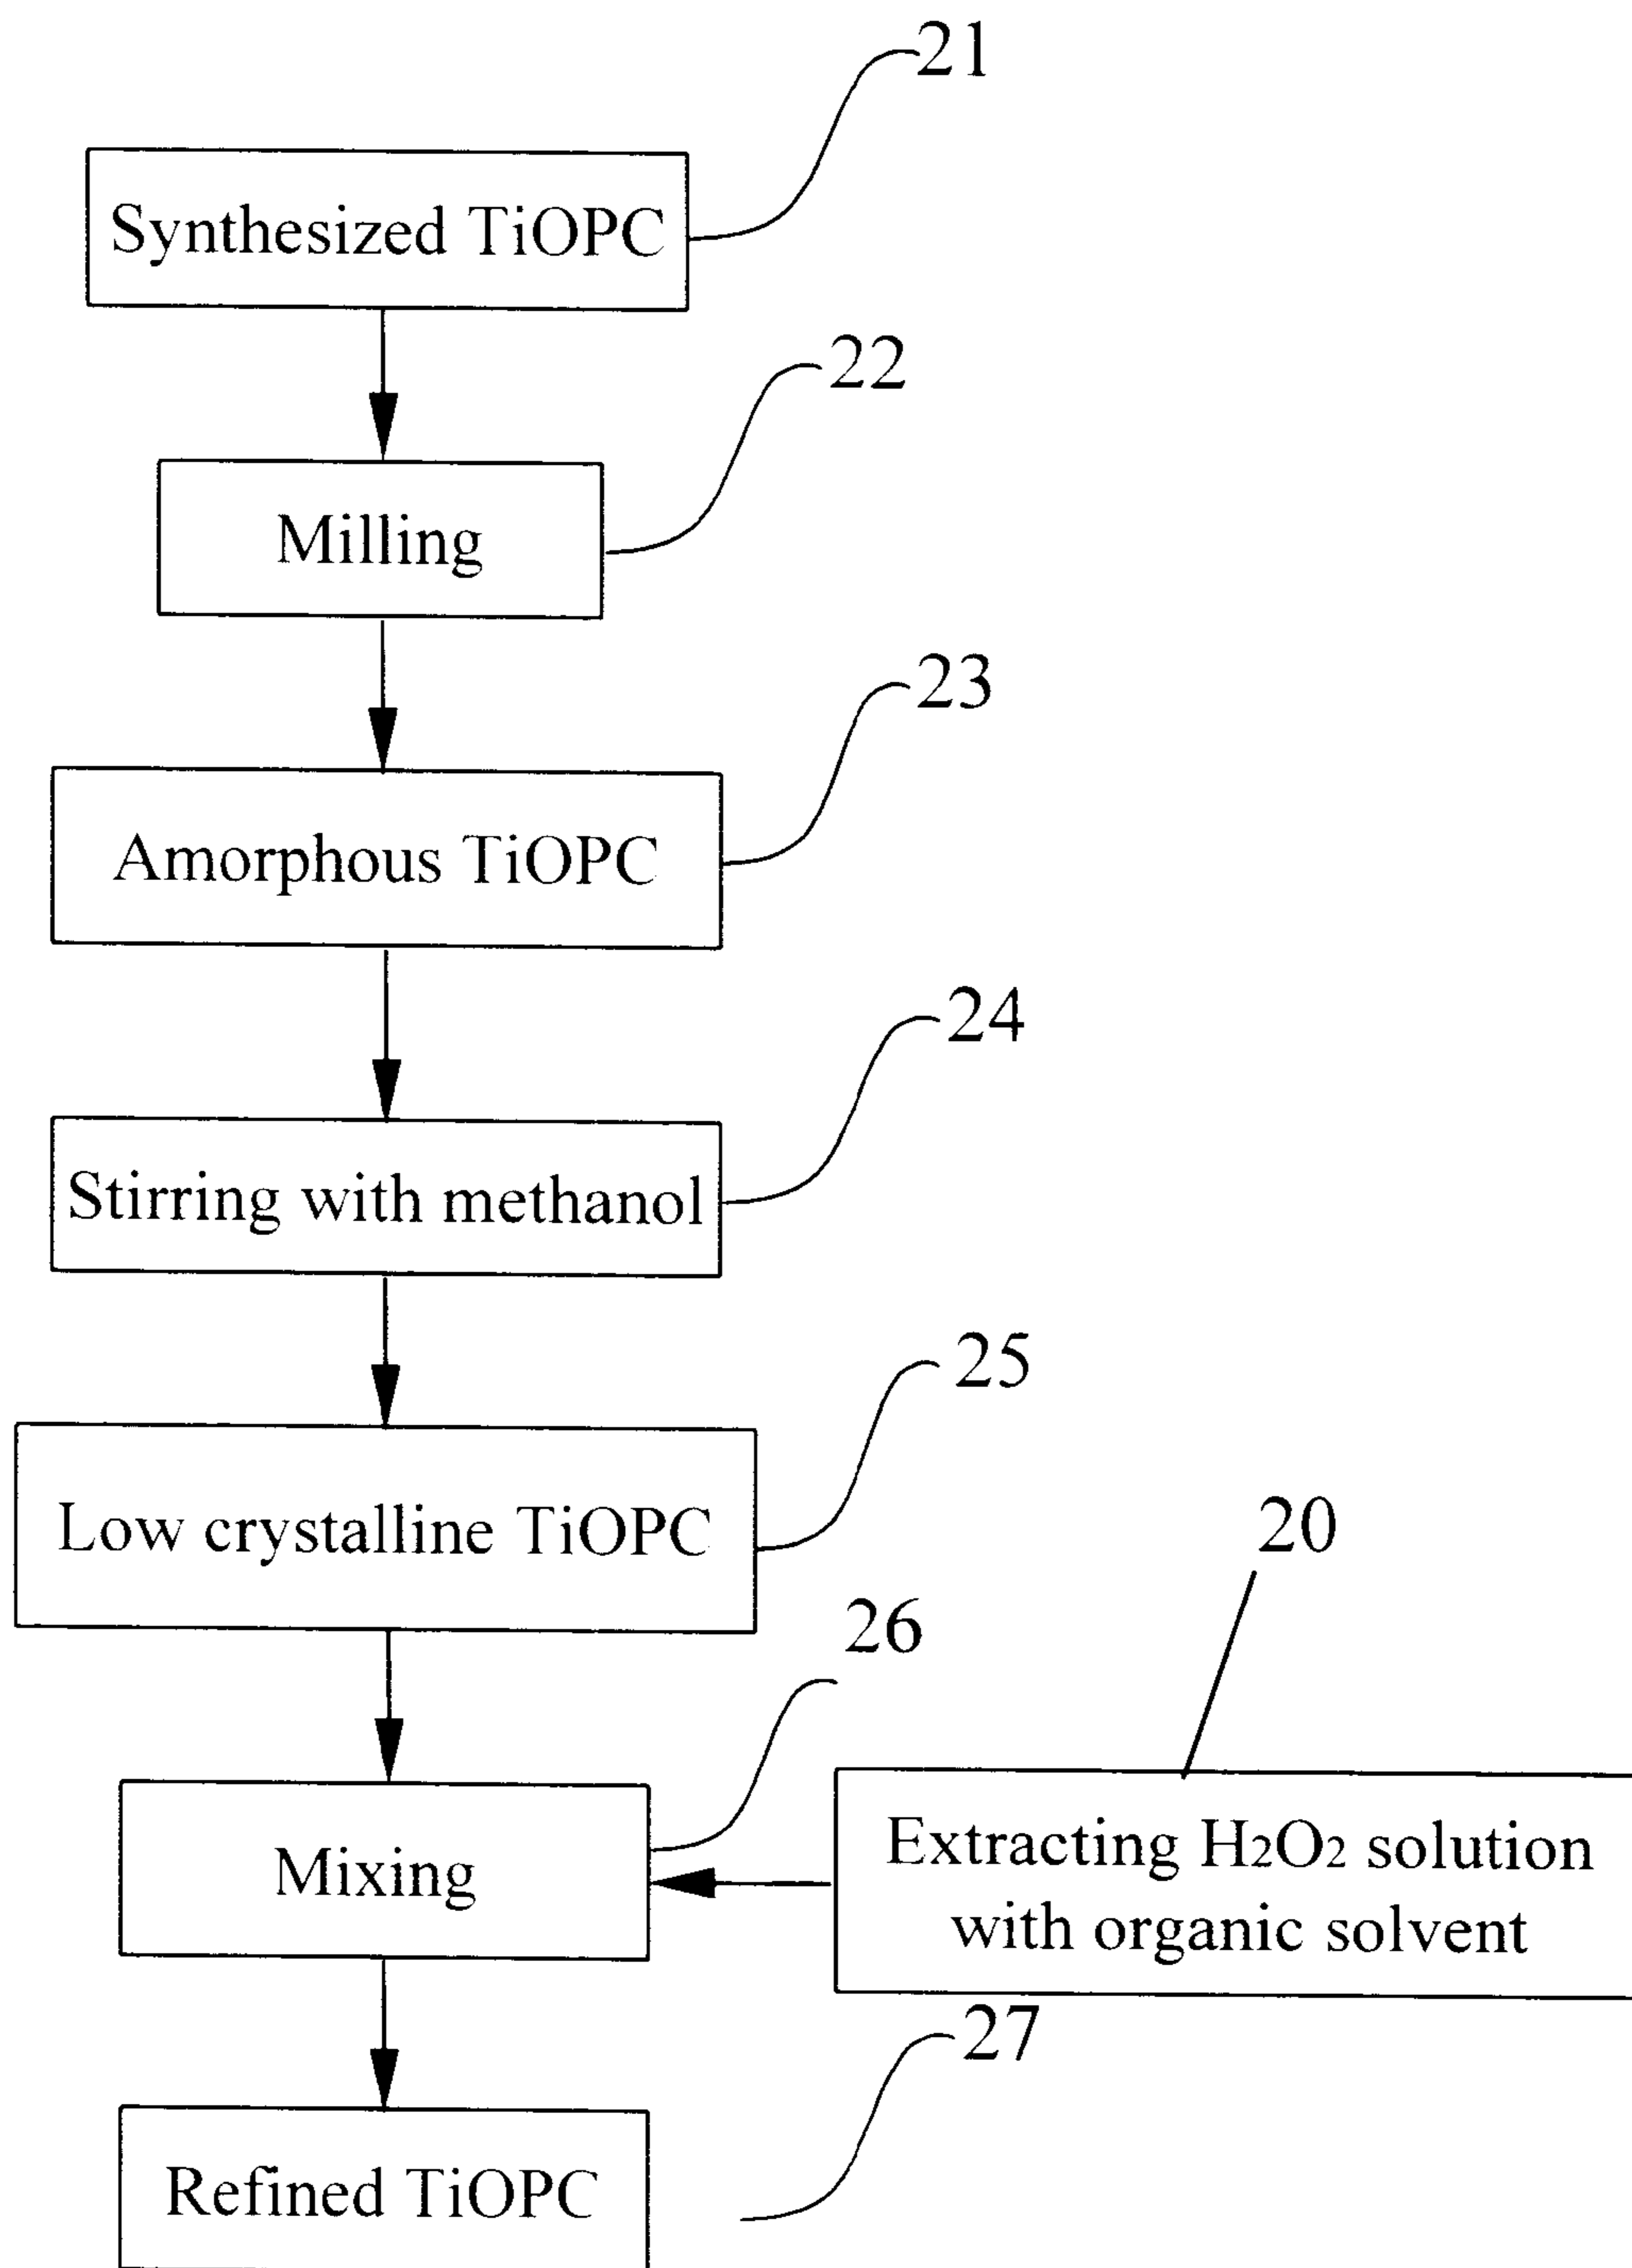 21
Synthesized TiOPC
22
Milling
23
Amorphous TiOPC
24
Stirring with methanol
25
Low crystalline TiOPC
20
26
Mixing
Extracting H2O2 solution
with organic solvent
27
Refined TiOPC